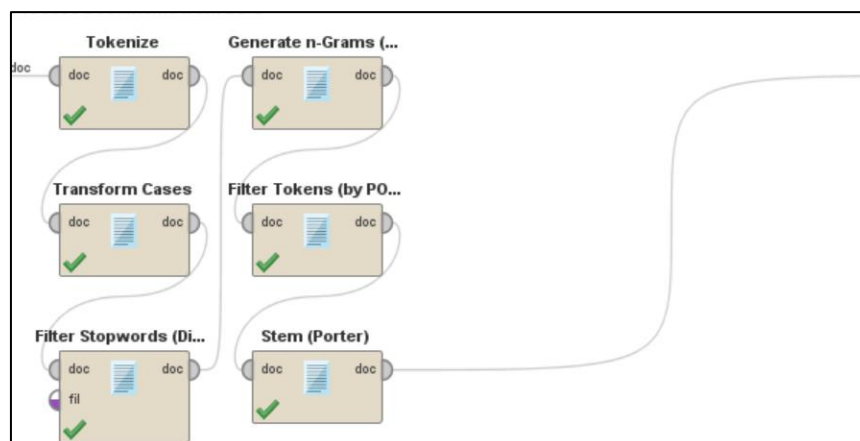 Tokenize
Generate n-Grams (...
doc
doc
doc
doc
doc
Transform Cases
Filter Tokens (by PO...
doc
doc
doc
doc
Filter Stopwords (Di...
Stem (Porter)
doc
doc
doc
doc
fil